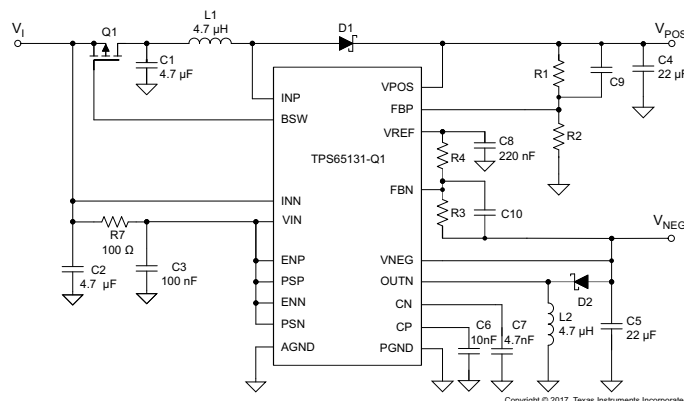 V_I
Q1
L1
4.7 µH
D1
V_POS
C1
4.7 µF
R1
C9
C4
22 µF
R2
INP
BSW
VPOS
FBP
VREF
TPS65131-Q1
C8
220 nF
R4
FBN
R3
C10
V_NEG
INN
VIN
R7
100 Ω
C2
4.7 µF
C3
100 nF
ENP
PSP
ENN
PSN
AGND
VNEG
OUTN
CN
CP
PGND
D2
C6
10nF
C7
4.7nF
L2
4.7 µH
C5
22 µF
Copyright © 2017, Texas Instruments Incorporated